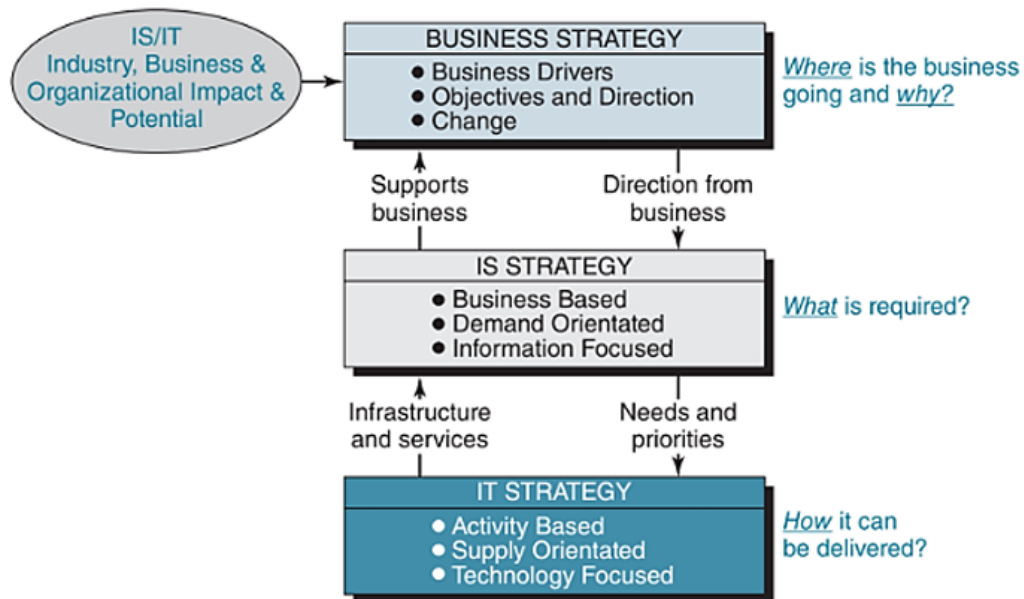 IS/IT
Industry, Business &
Organizational Impact &
Potential
BUSINESS STRATEGY
● Business Drivers
● Objectives and Direction
● Change
Where is the business
going and why?
Supports
business
Direction from
business
IS STRATEGY
● Business Based
● Demand Orientated
● Information Focused
What is required?
Infrastructure
and services
Needs and
priorities
IT STRATEGY
● Activity Based
● Supply Orientated
● Technology Focused
How it can
be delivered?